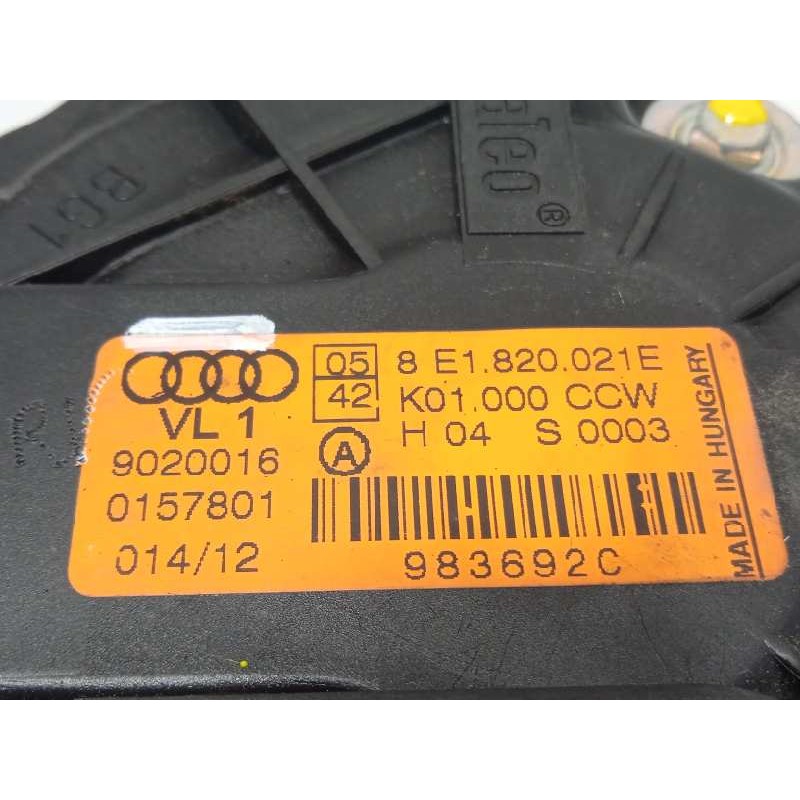 BC1
®
05
42
8 E1.820.021E
K01.000 CCW
H 04 S 0003
A
VL 1
9020016
0157801
014/12
983692C
MADE IN HUNGARY